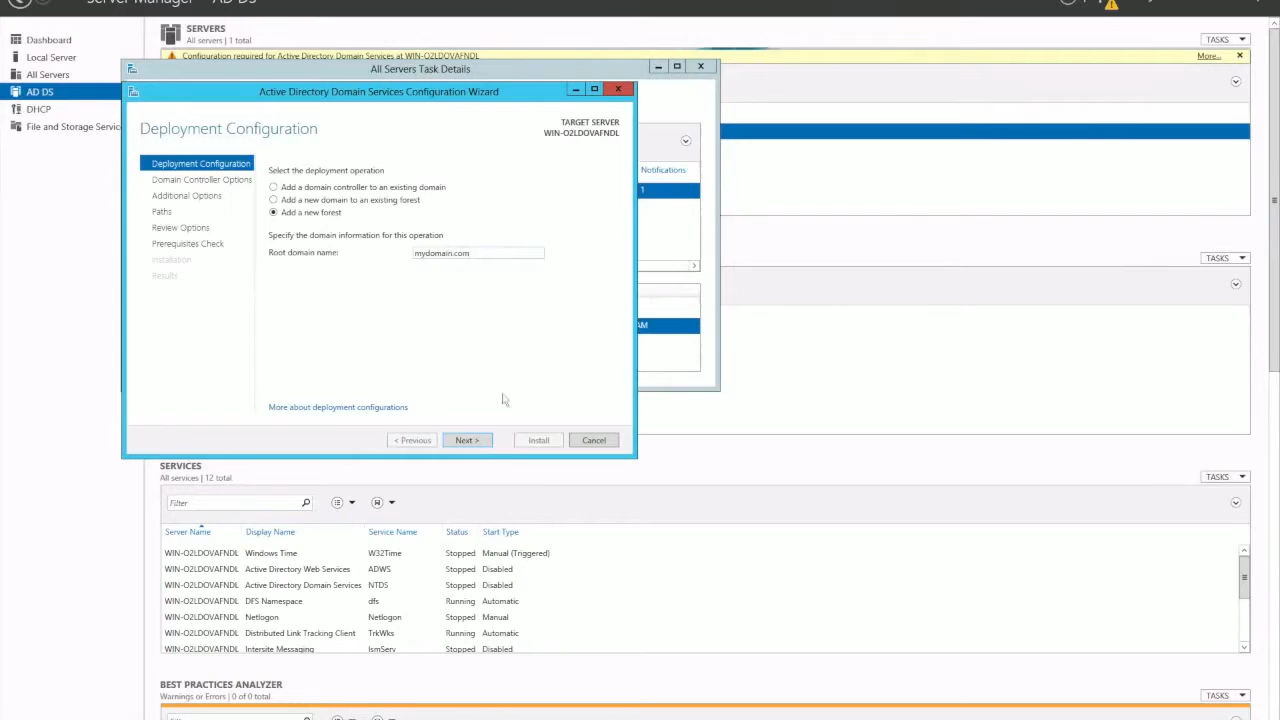 Server Manager AD DS
Dashboard
Local Server
All Servers
AD DS
DHCP
File and Storage Servic
SERVERS
All servers | 1 total
TASKS
Configuration required for Active Directory Domain Services at WIN-O2LDOVAFNDL
More...
All Servers Task Details
Active Directory Domain Services Configuration Wizard
Deployment Configuration
TARGET SERVER
WIN-O2LDOVAFNDL
Deployment Configuration
Domain Controller Options
Additional Options
Paths
Review Options
Prerequisites Check
Installation
Results
Select the deployment operation
Add a domain controller to an existing domain
Add a new domain to an existing forest
Add a new forest
Specify the domain information for this operation
Root domain name: mydomain.com
More about deployment configurations
< Previous Next > Install Cancel
Notifications
1
AM
TASKS
SERVICES
All services | 12 total
TASKS
Filter
Server Name Display Name Service Name Status Start Type
WIN-O2LDOVAFNDL Windows Time W32Time Stopped Manual (Triggered)
WIN-O2LDOVAFNDL Active Directory Web Services ADWS Stopped Disabled
WIN-O2LDOVAFNDL Active Directory Domain Services NTDS Stopped Disabled
WIN-O2LDOVAFNDL DFS Namespace dfs Running Automatic
WIN-O2LDOVAFNDL Netlogon Netlogon Stopped Manual
WIN-O2LDOVAFNDL Distributed Link Tracking Client TrkWks Running Automatic
WIN-O2LDOVAFNDL Intersite Messaging IsmServ Stopped Disabled
BEST PRACTICES ANALYZER
Warnings or Errors | 0 of 0 total
TASKS